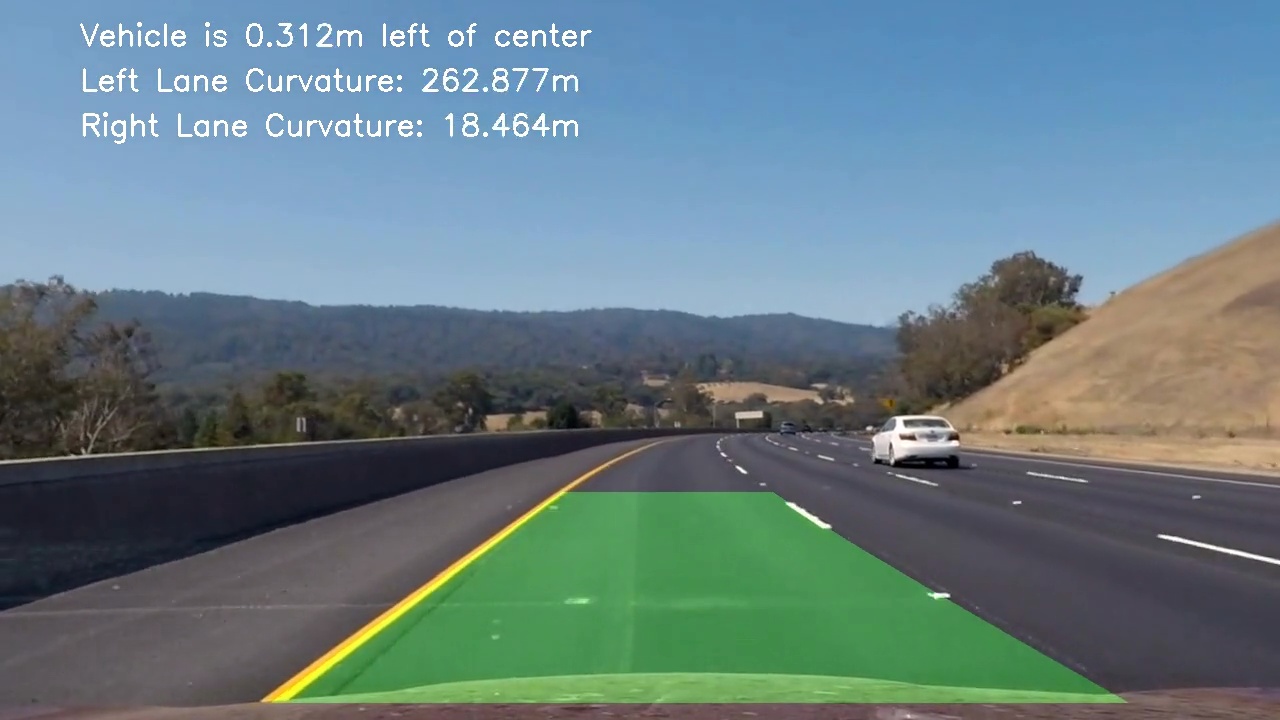 Vehicle is 0.312m left of center
Left Lane Curvature: 262.877m
Right Lane Curvature: 18.464m